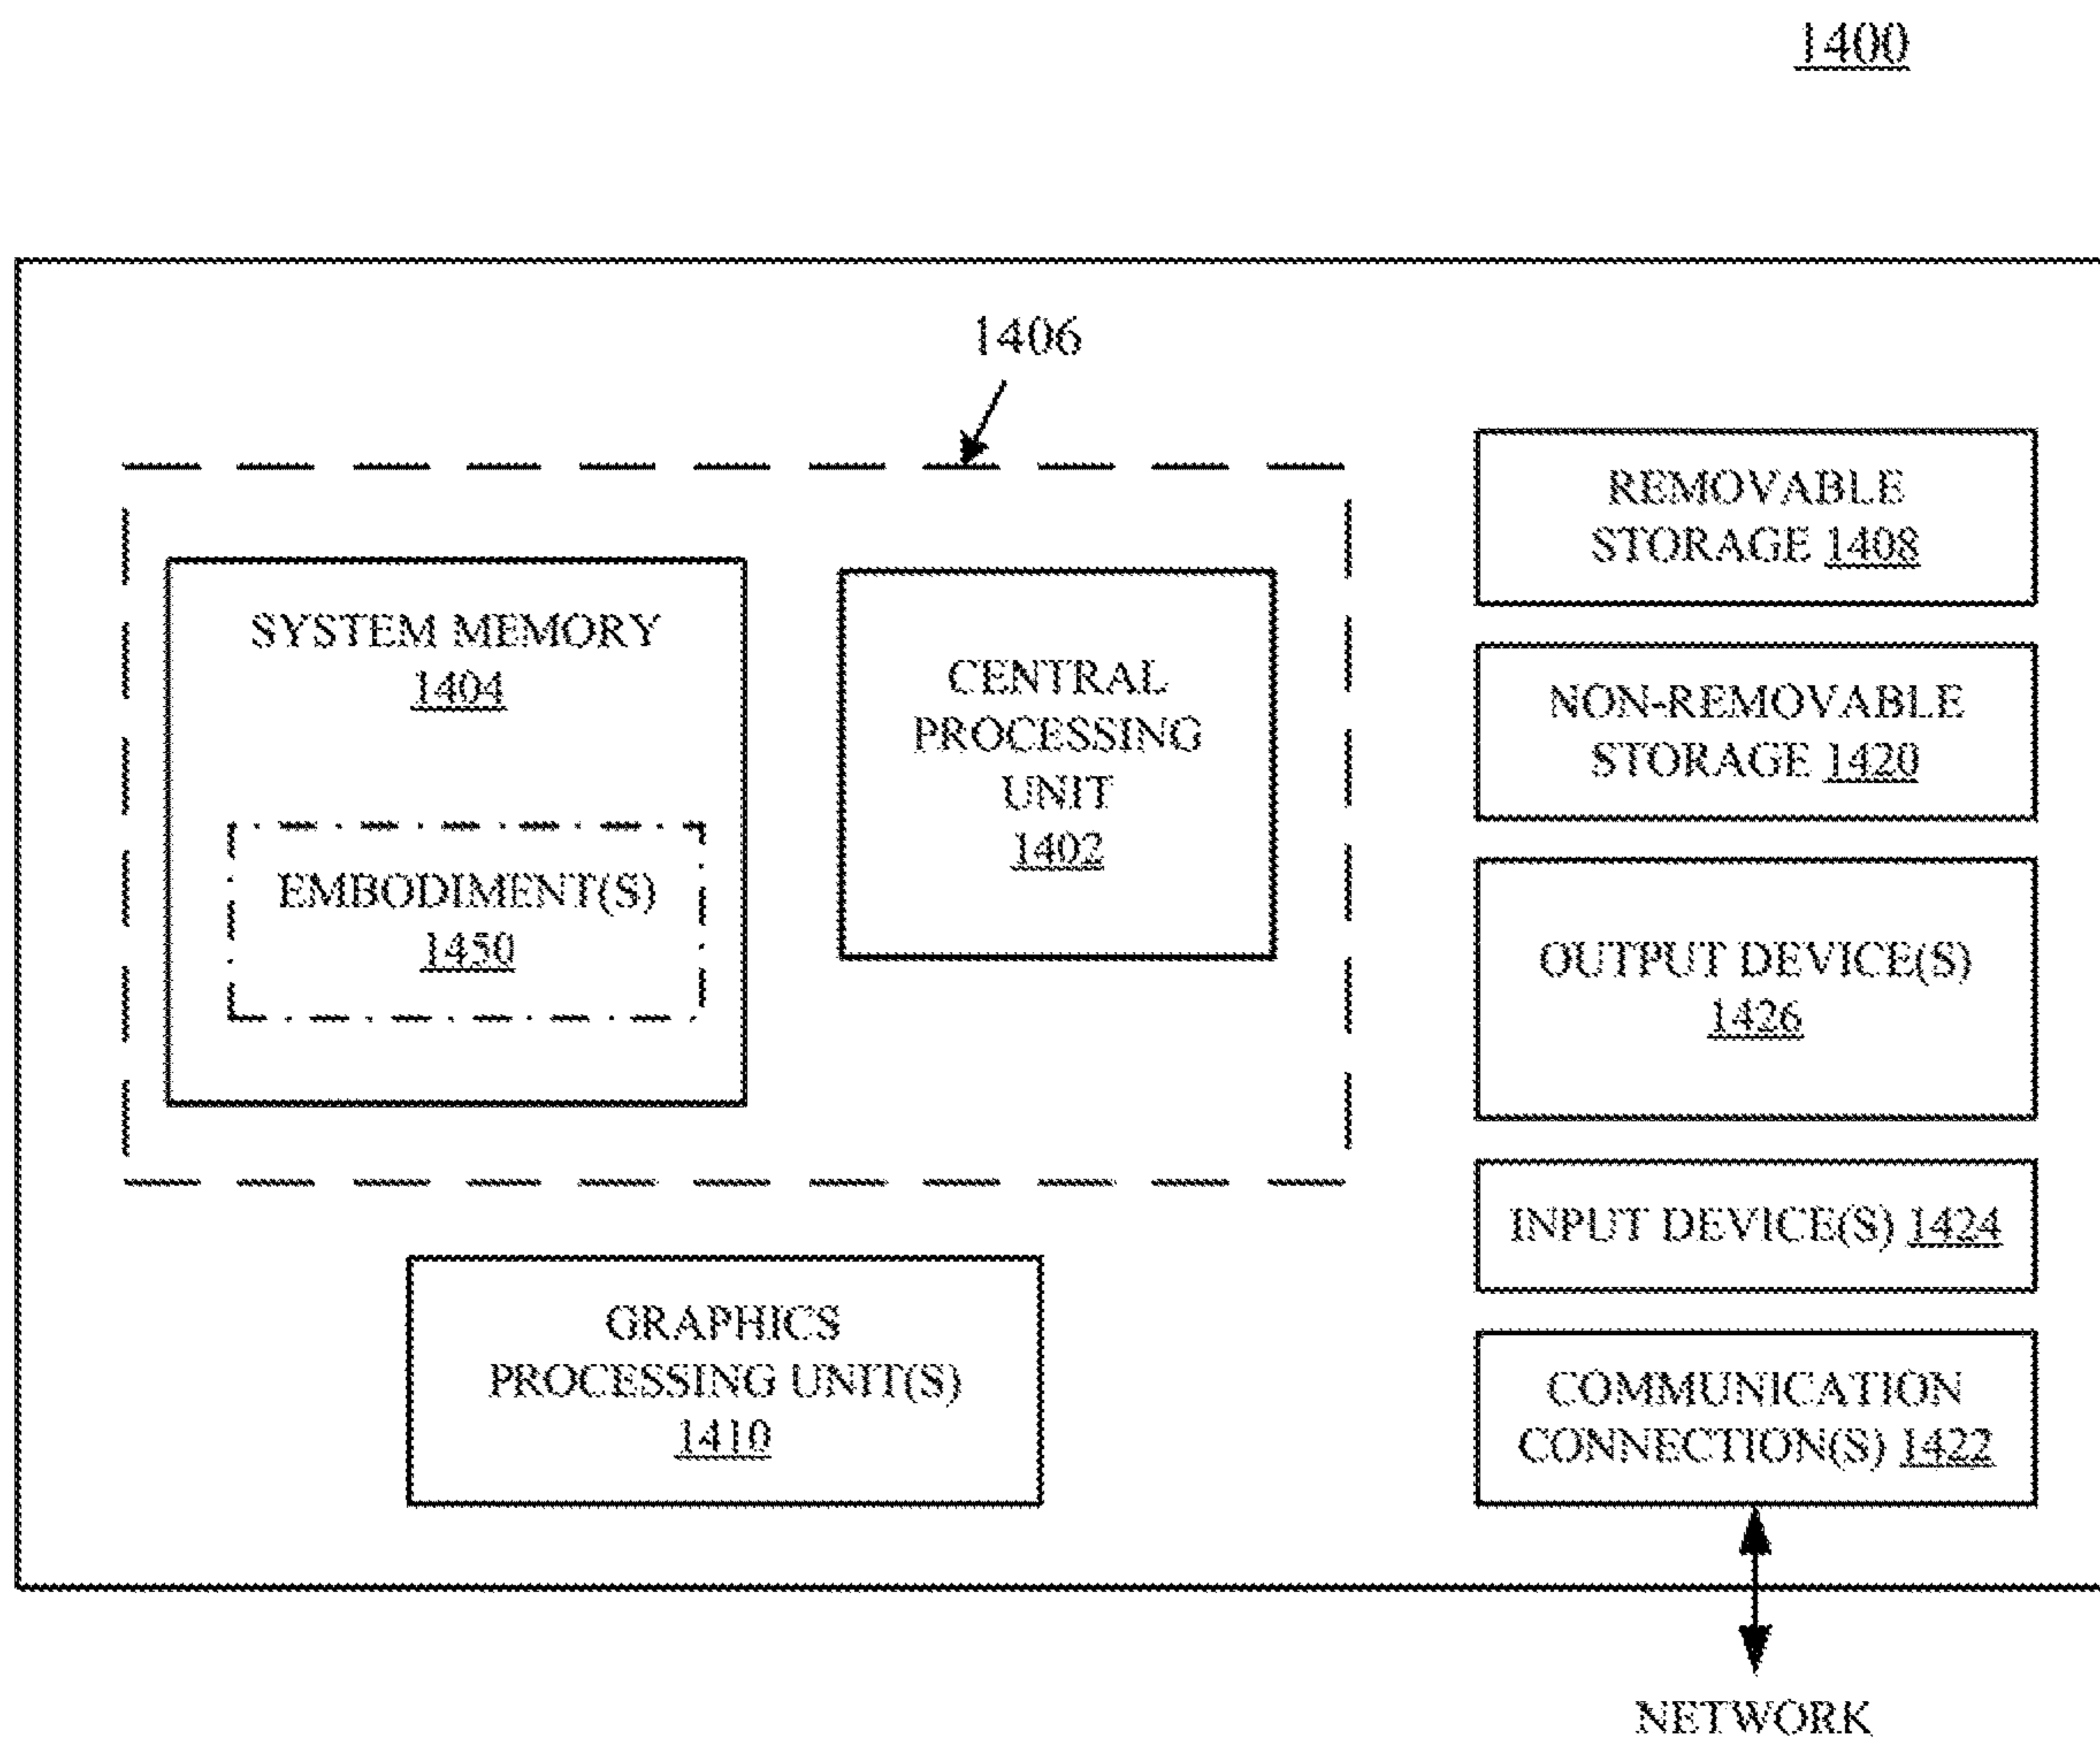 1400
1406
SYSTEM MEMORY
1404
EMBODIMENT(S)
1450
CENTRAL
PROCESSING
UNIT
1402
GRAPHICS
PROCESSING UNIT(S)
1410
REMOVABLE
STORAGE 1408
NON-REMOVABLE
STORAGE 1420
OUTPUT DEVICE(S)
1426
INPUT DEVICE(S) 1424
COMMUNICATION
CONNECTION(S) 1422
NETWORK